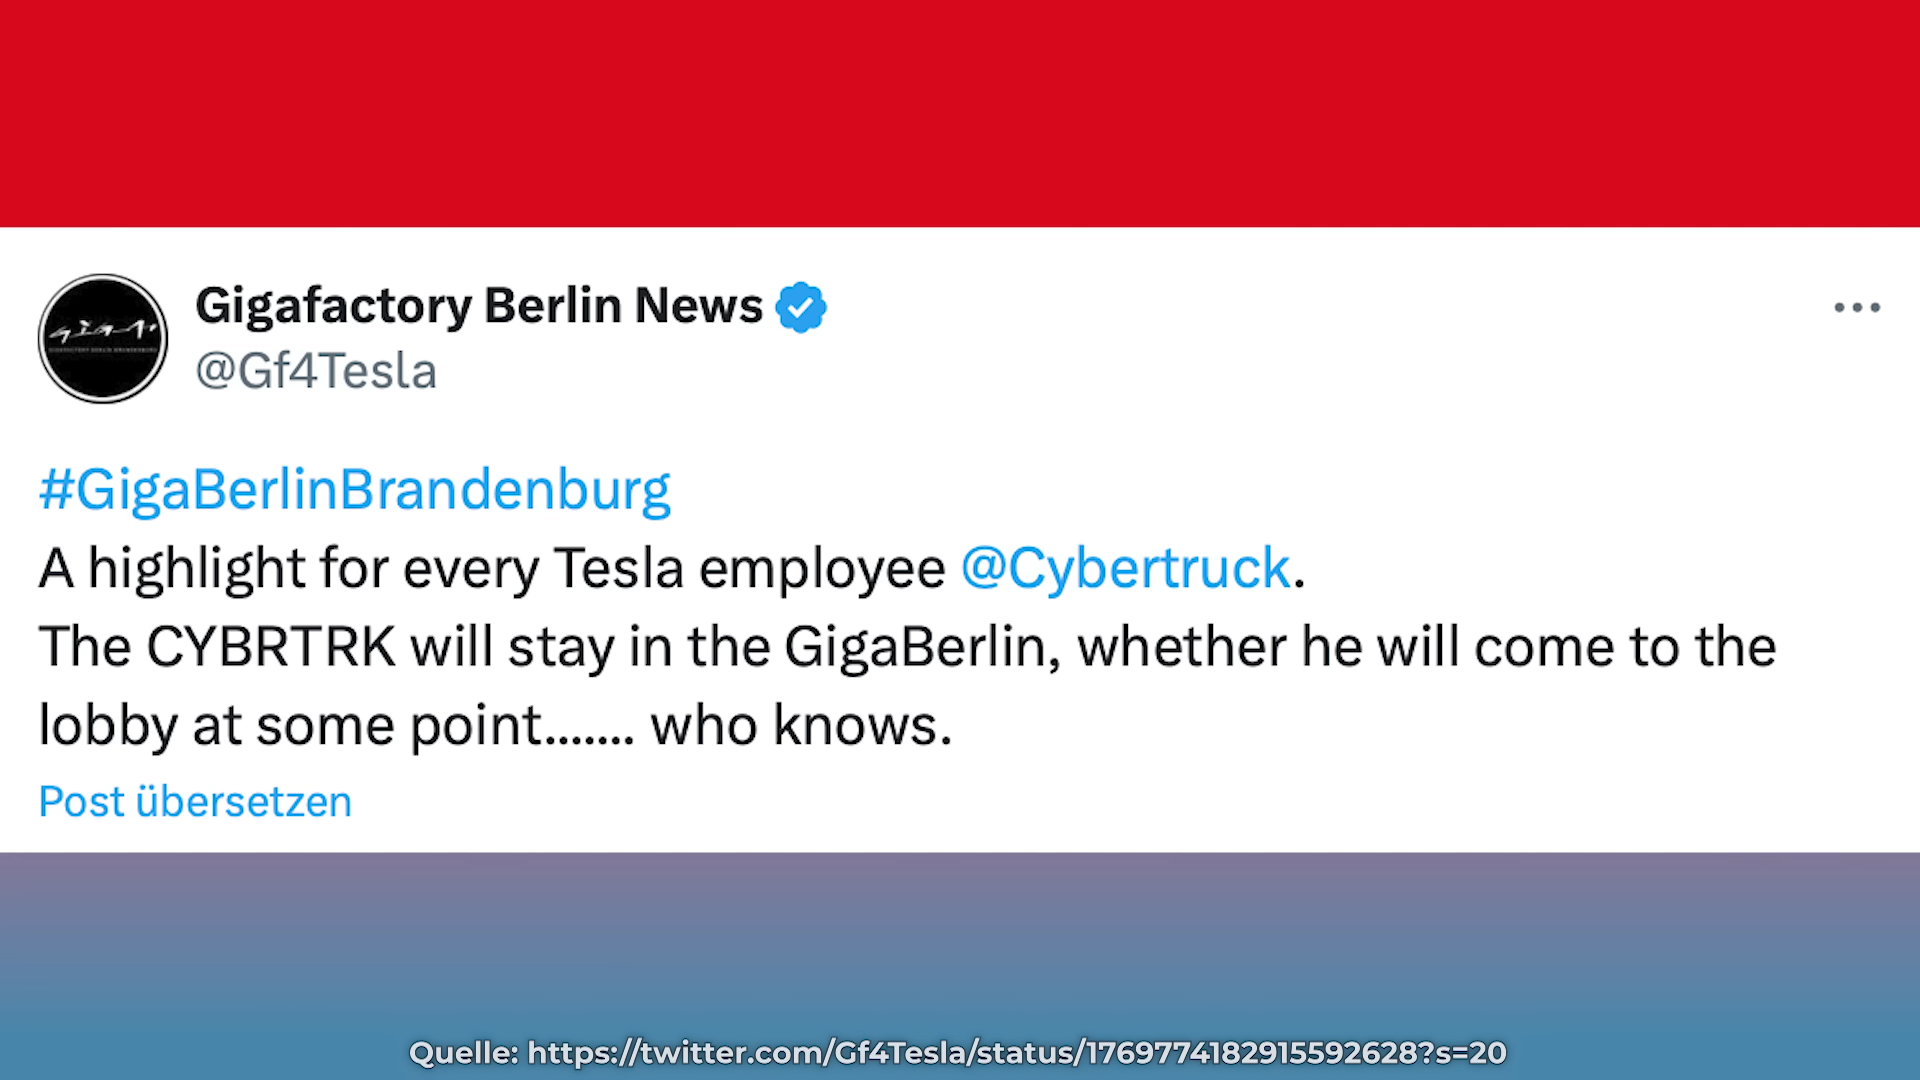 Gigafactory Berlin News
@Gf4Tesla
#GigaBerlinBrandenburg
A highlight for every Tesla employee @Cybertruck.
The CYBRTRK will stay in the GigaBerlin, whether he will come to the
lobby at some point....... who knows.
Post übersetzen
Quelle: https://twitter.com/Gf4Tesla/status/1769774182915592628?s=20